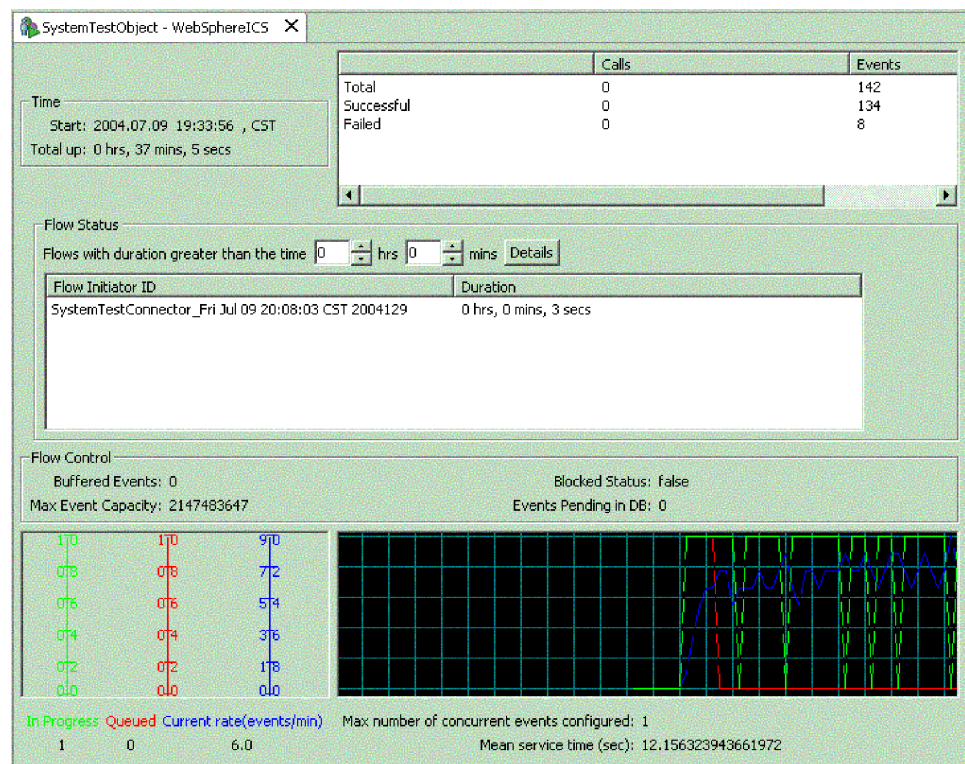 SystemTestObject - WebSphereICS
Calls Events
Total 0 142
Successful 0 134
Failed 0 8
Time
Start: 2004.07.09 19:33:56 , CST
Total up: 0 hrs, 37 mins, 5 secs
Flow Status
Flows with duration greater than the time 0 hrs 0 mins Details
Flow Initiator ID Duration
SystemTestConnector_Fri Jul 09 20:08:03 CST 2004129 0 hrs, 0 mins, 3 secs
Flow Control
Buffered Events: 0 Blocked Status: false
Max Event Capacity: 2147483647 Events Pending in DB: 0
1.0 1.0 9.0
0.8 0.8 7.2
0.6 0.6 5.4
0.4 0.4 3.6
0.2 0.2 1.8
0.0 0.0 0.0
In Progress Queued Current rate(events/min) Max number of concurrent events configured: 1
1 0 6.0 Mean service time (sec): 12.156323943661972